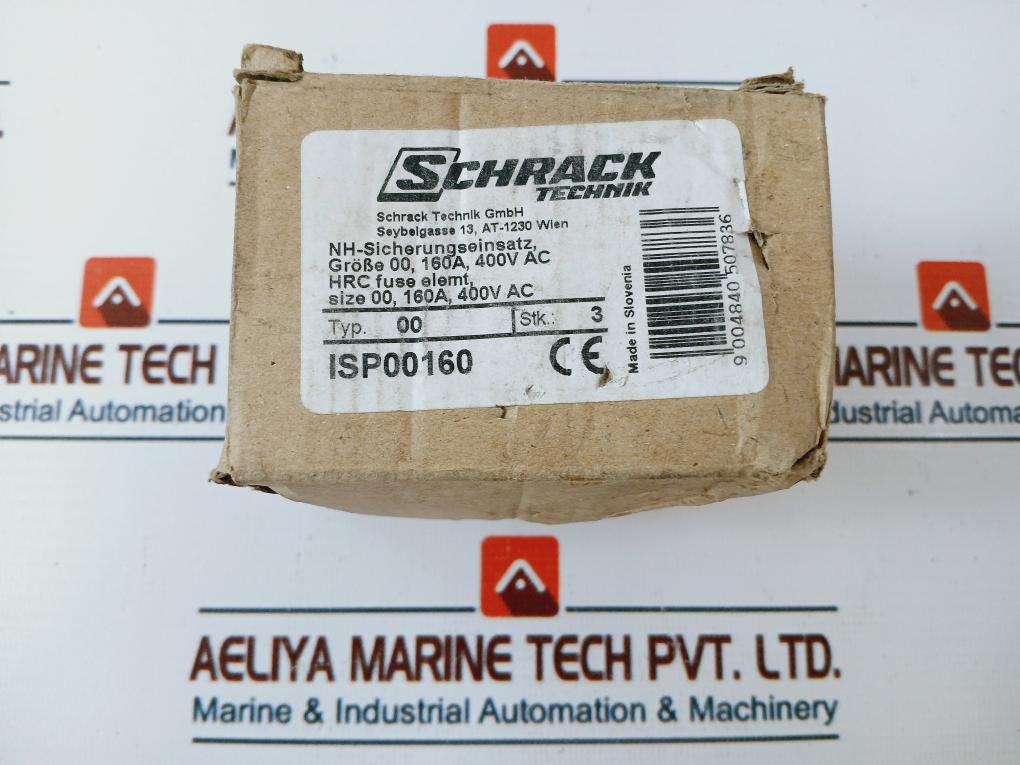 SCHRACK
TECHNIK
Schrack Technik GmbH
Seybelgasse 13, AT-1230 Wien
NH-Sicherungseinsatz,
Größe 00, 160A, 400V AC
HRC fuse elemt,
size 00, 160A, 400V AC
Typ. 00 Stk.: 3
ISP00160
CE
Made in Slovenia
9 004840 507836
ARINE TECH
strial Automation
MARINE TEC
dustrial Automa
AELIYA MARINE TECH PVT. LTD.
Marine & Industrial Automation & Machinery